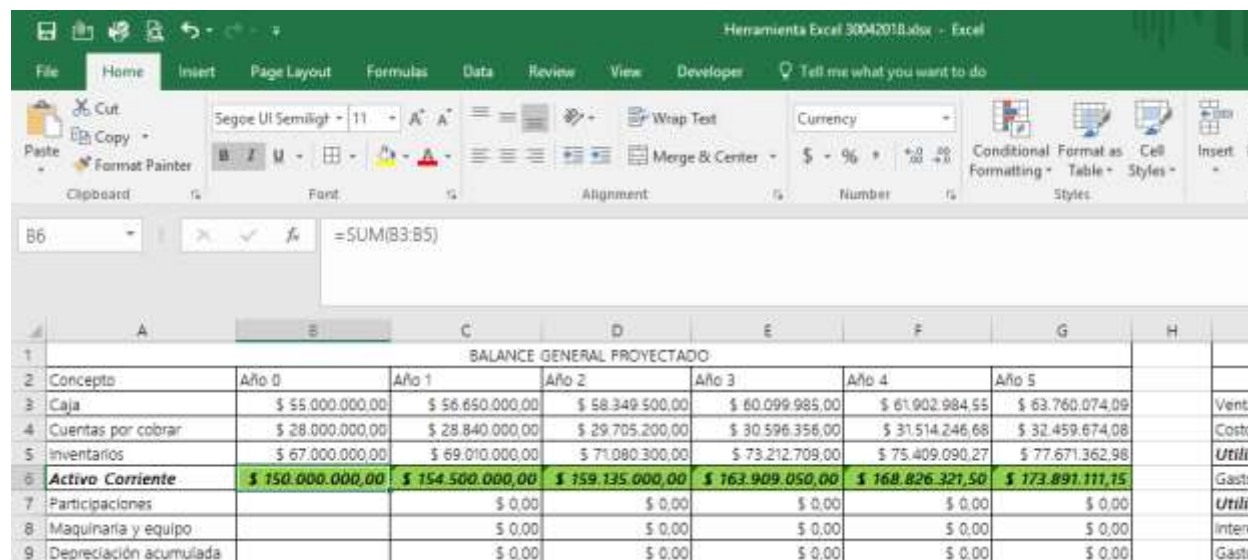 Herramienta Excel 30042018.xlsx - Excel
File Home Insert Page Layout Formulas Data Review View Developer Tell me what you want to do
Cut
Copy
Format Painter
Paste
Segoe UI Semiligt 11
Wrap Text
Merge & Center
Currency
$ %
Conditional Formatting
Format as Table
Cell Styles
Insert
Clipboard Font Alignment Number Styles
B6 fx =SUM(B3:B5)
A B C D E F G H
1 BALANCE GENERAL PROYECTADO
2 Concepto Año 0 Año 1 Año 2 Año 3 Año 4 Año 5
3 Caja $ 55.000.000,00 $ 56.650.000,00 $ 58.349.500,00 $ 60.099.985,00 $ 61.902.984,55 $ 63.760.074,09 Vent
4 Cuentas por cobrar $ 28.000.000,00 $ 28.840.000,00 $ 29.705.200,00 $ 30.596.356,00 $ 31.514.246,68 $ 32.459.674,08 Costo
5 Inventarios $ 67.000.000,00 $ 69.010.000,00 $ 71.080.300,00 $ 73.212.709,00 $ 75.409.090,27 $ 77.671.362,98 Utili
6 Activo Corriente $ 150.000.000,00 $ 154.500.000,00 $ 159.135.000,00 $ 163.909.050,00 $ 168.826.321,50 $ 173.891.111,15 Gast
7 Participaciones $ 0,00 $ 0,00 $ 0,00 $ 0,00 $ 0,00 Utili
8 Maquinaria y equipo $ 0,00 $ 0,00 $ 0,00 $ 0,00 $ 0,00 Inter
9 Depreciación acumulada $ 0,00 $ 0,00 $ 0,00 $ 0,00 $ 0,00 Gast